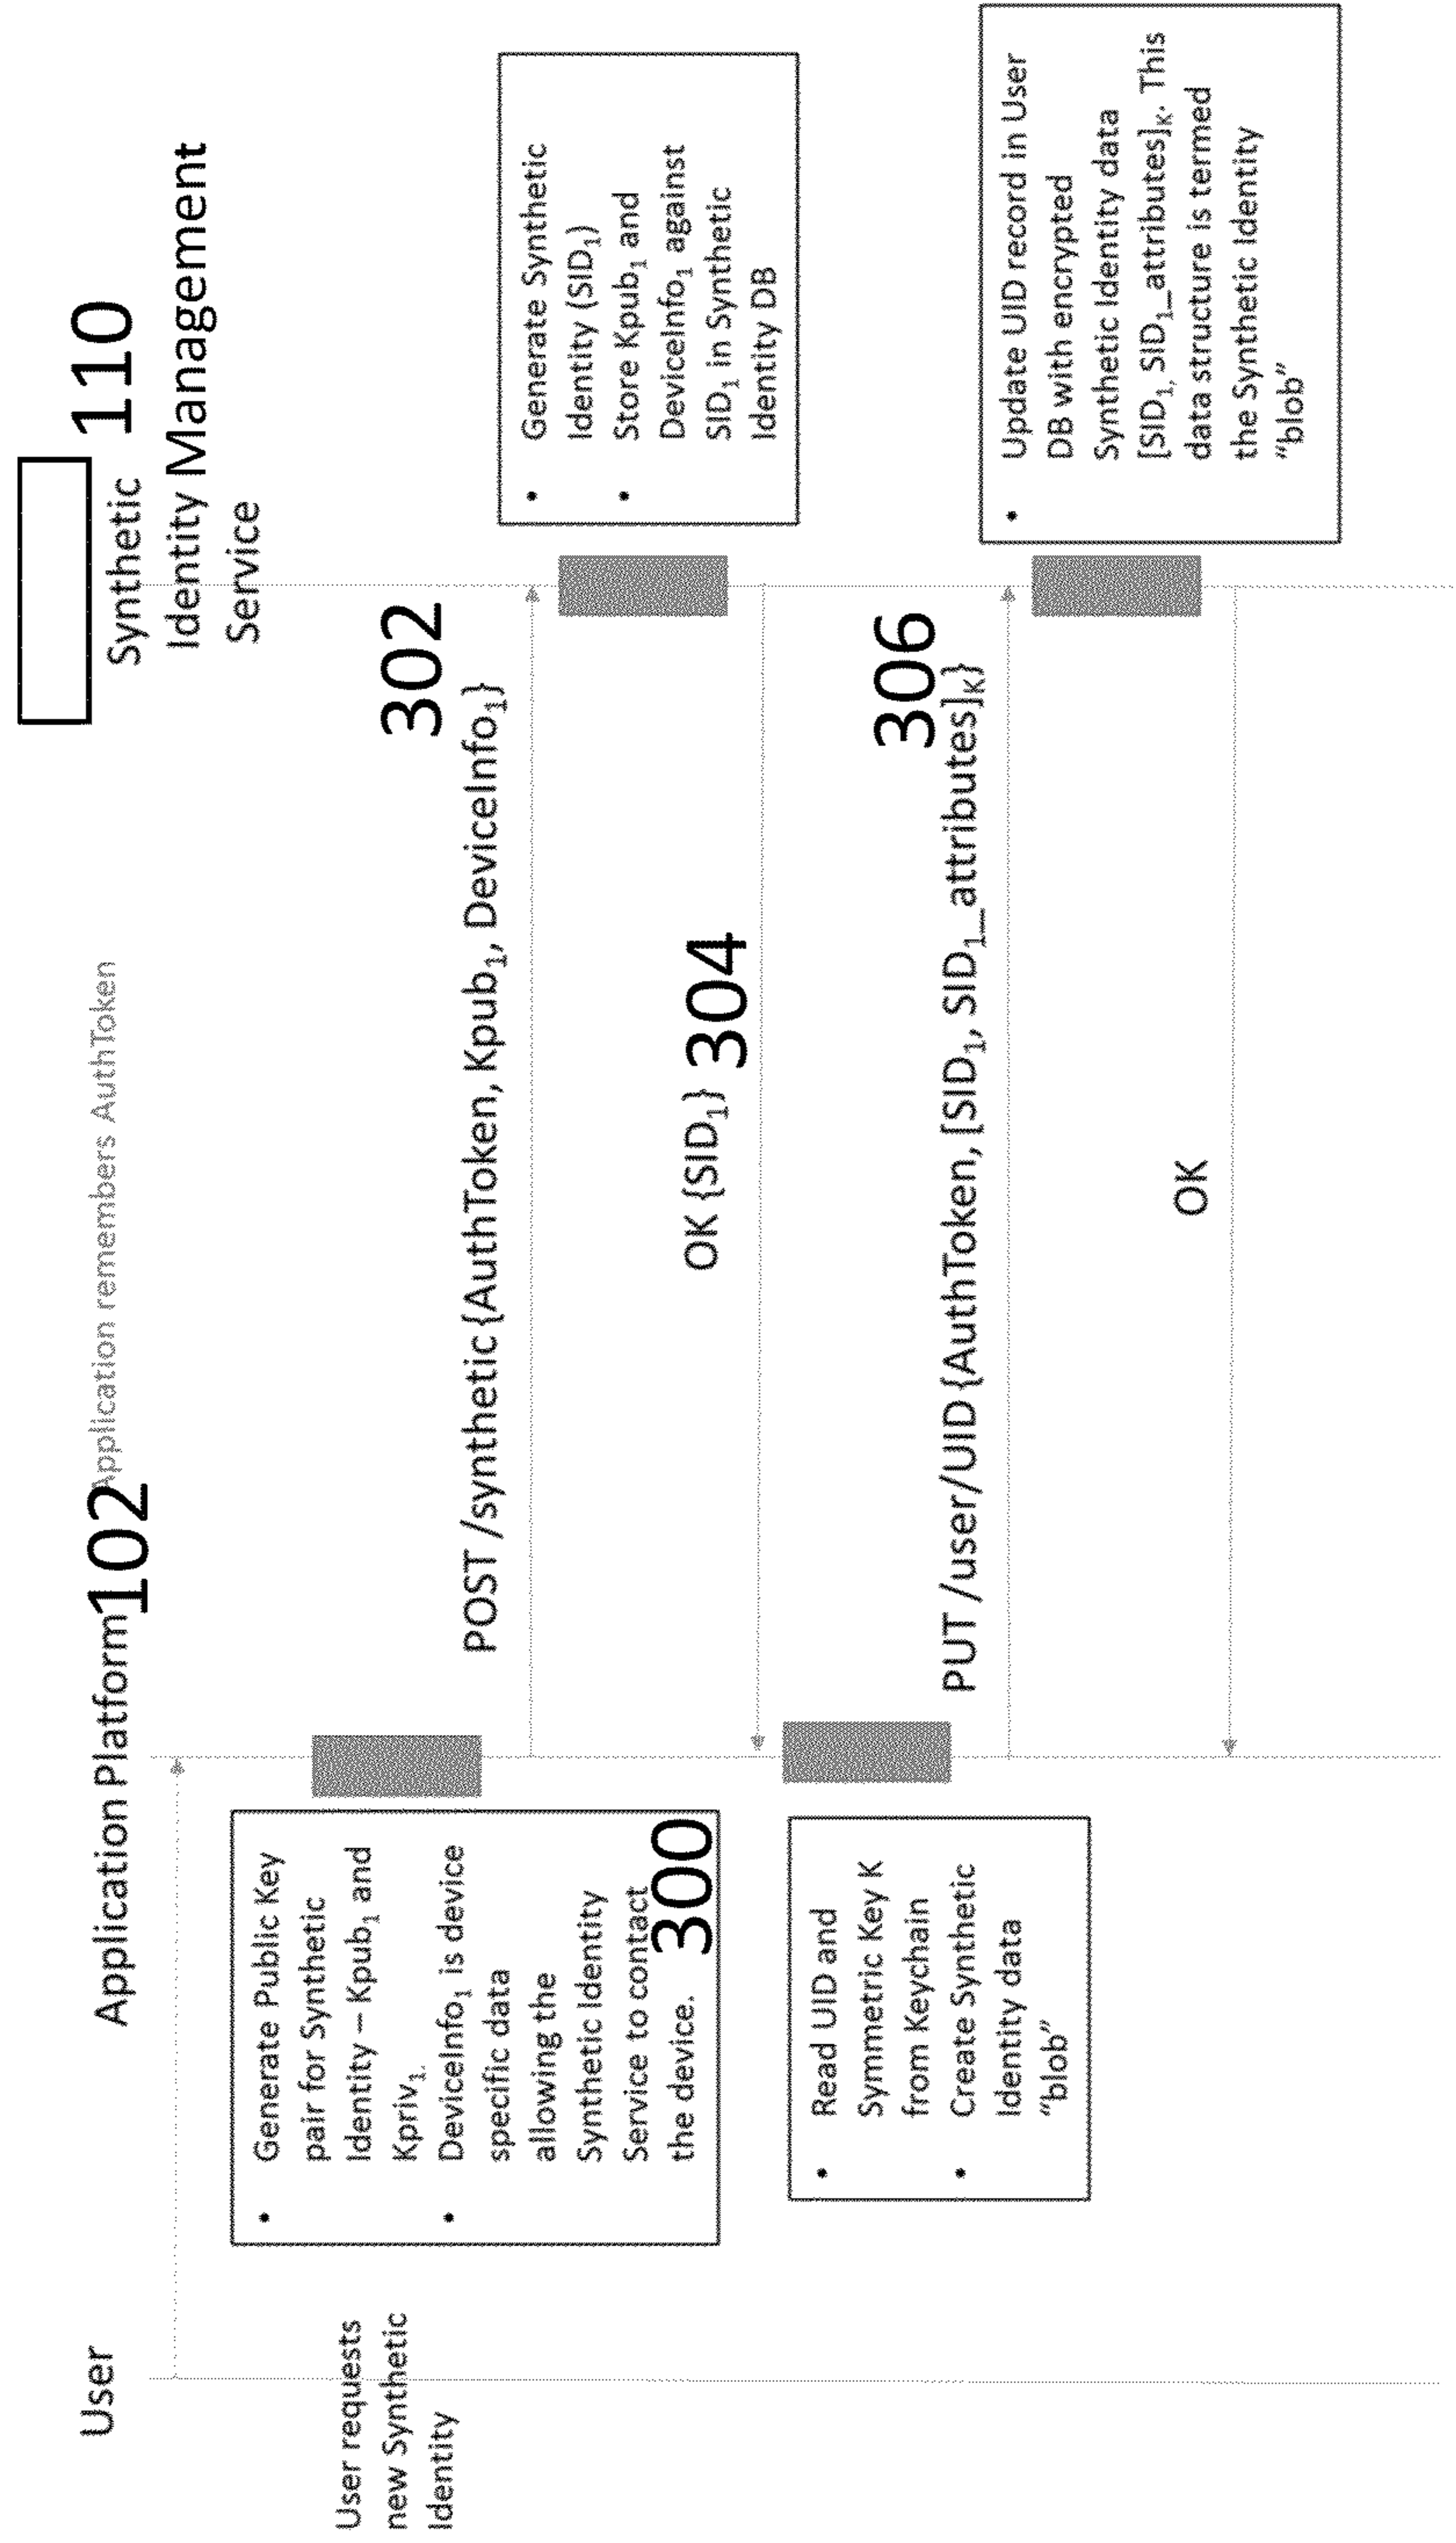 User
Application Platform 102
Application remembers AuthToken
Synthetic 110
Identity Management
Service
User requests
new Synthetic
Identity
• Generate Public Key
pair for Synthetic
Identity – Kpub₁ and
Kpriv₁.
• DeviceInfo₁ is device
specific data
allowing the
Synthetic Identity
Service to contact
the device. 300
302
POST /synthetic {AuthToken, Kpub₁, DeviceInfo₁}
• Generate Synthetic
Identity (SID₁)
• Store Kpub₁ and
DeviceInfo₁ against
SID₁ in Synthetic
Identity DB
OK {SID₁} 304
• Read UID and
Symmetric Key K
from Keychain
• Create Synthetic
Identity data
“blob”
306
PUT /user/UID {AuthToken, [SID₁, SID₁_attributes]ₖ}
• Update UID record in User
DB with encrypted
Synthetic Identity data
[SID₁, SID₁_attributes]ₖ. This
data structure is termed
the Synthetic Identity
“blob”
OK